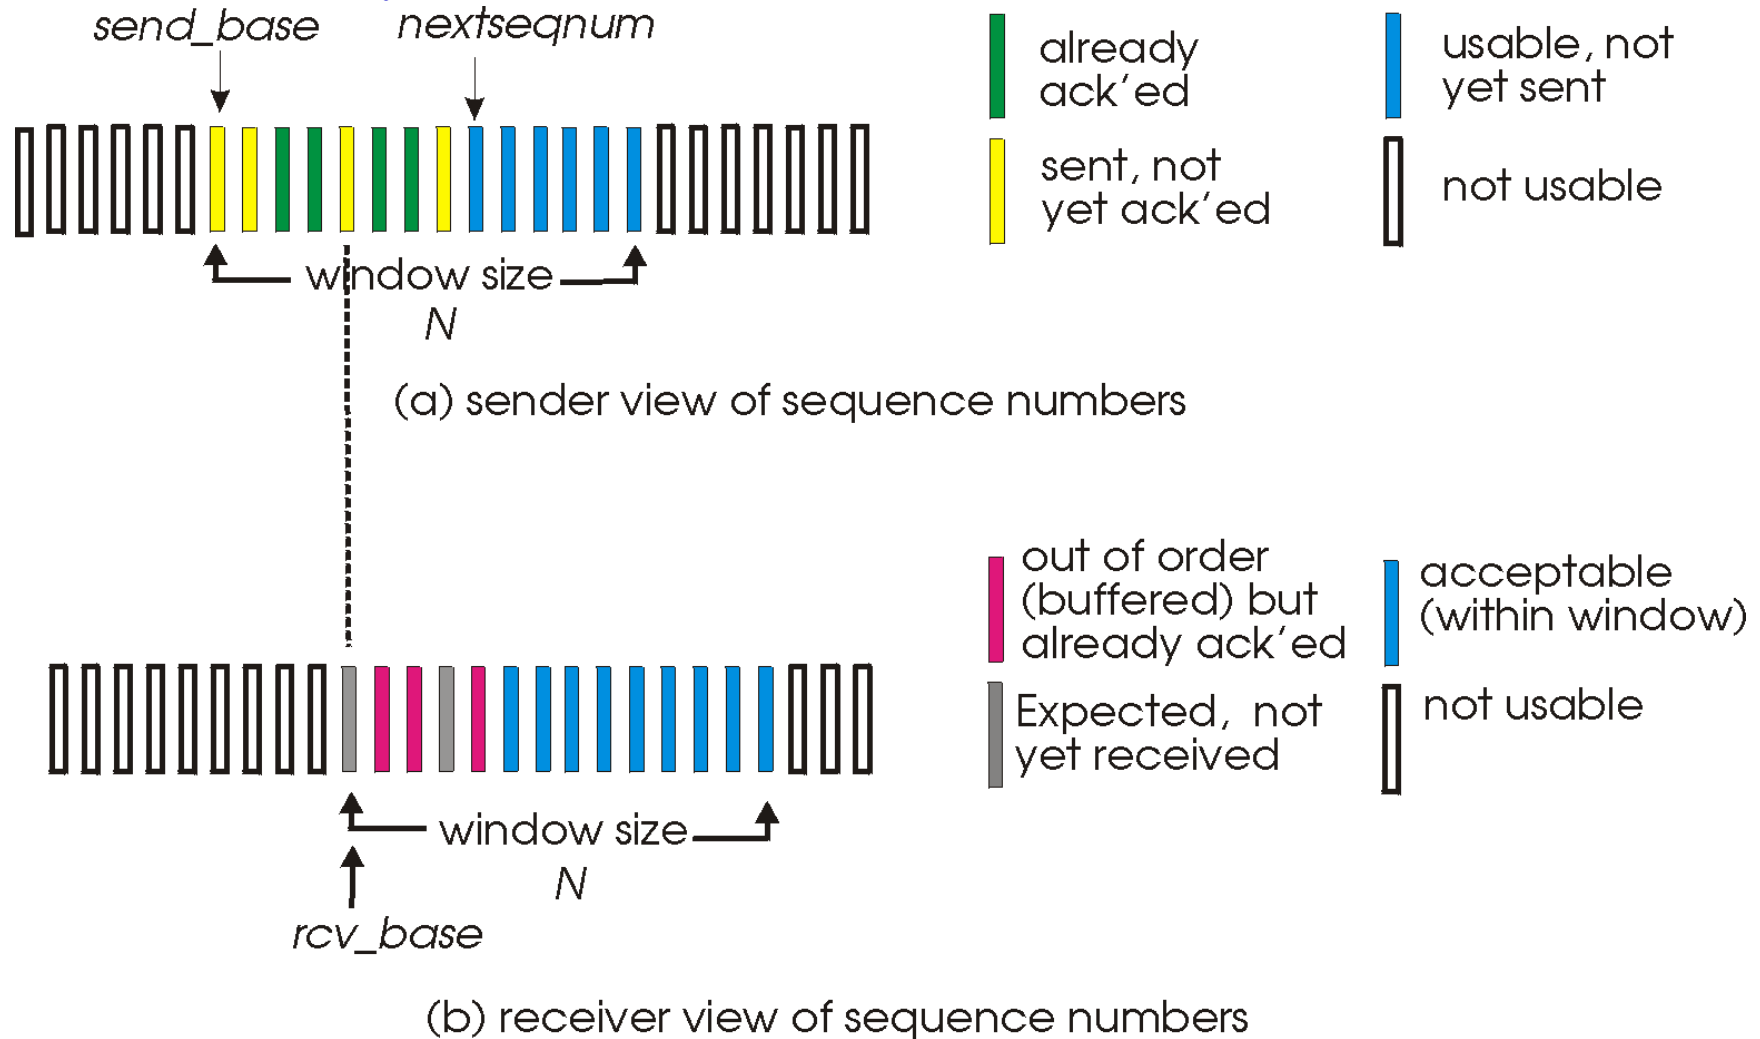 send_base
nextseqnum
already
ack'ed
usable, not
yet sent
sent, not
yet ack'ed
not usable
window size
N
(a) sender view of sequence numbers
out of order
(buffered) but
already ack'ed
acceptable
(within window)
Expected, not
yet received
not usable
window size
N
rcv_base
(b) receiver view of sequence numbers